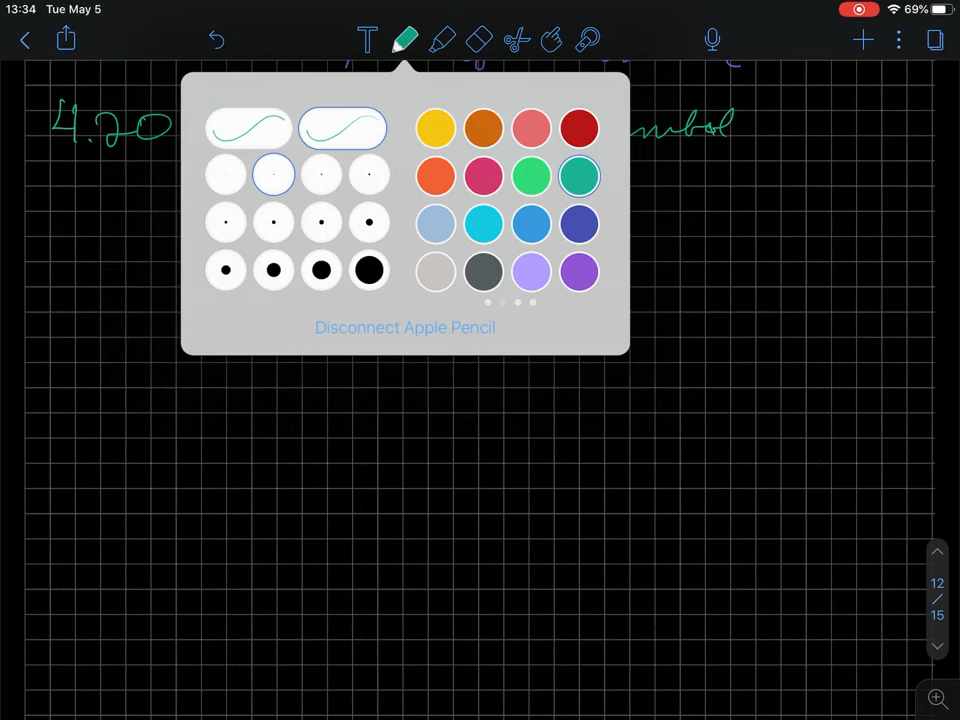 13:34 Tue May 5 69%
4.20 mbol
Disconnect Apple Pencil
12
/
15